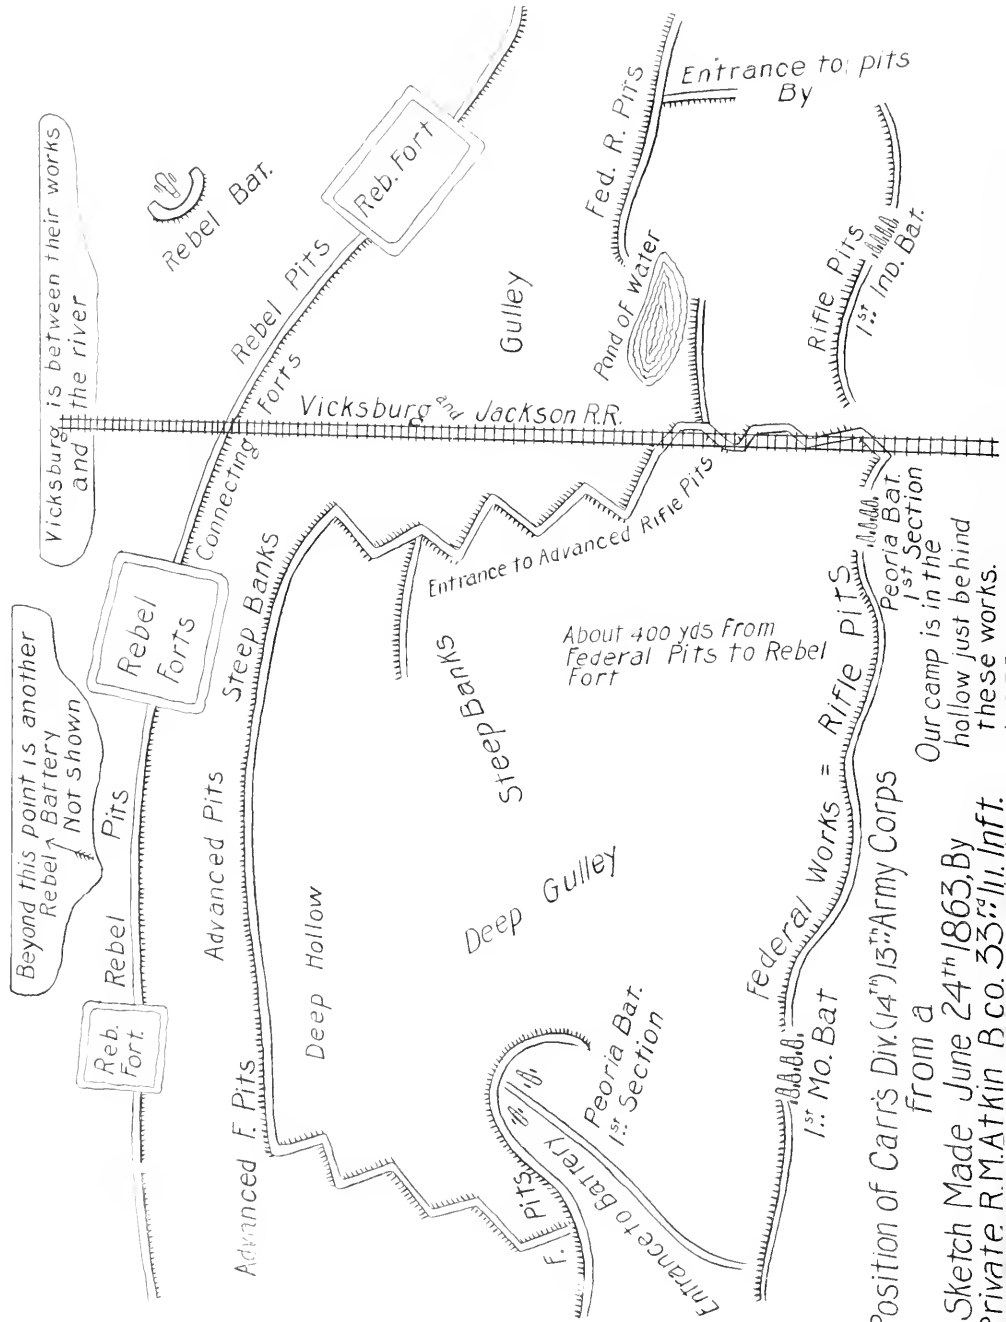 Vicksburg is between their works
and the river
Beyond this point is another
Rebel Battery
Not shown
Rebel Bat.
Reb. Fort
Rebel Pits
Connecting Forts
Rebel
Forts
Rebel Pits
Reb.
Fort.
Fed. R. Pits
Entrance to pits
By
Gulley
Pond of Water
Rifle Pits
1st Ind. Bat.
Vicksburg and Jackson R.R.
Steep Banks
Advanced Pits
Advanced F. Pits
Entrance to Advanced Rifle Pits
Steep Banks
About 400 yds From
Federal Pits to Rebel
Fort
Deep Hollow
Deep Gulley
Peoria Bat.
1st Section
F. Pits
Entrance to Battery
Federal Works = Rifle Pits
Peoria Bat.
1st Section
1st Mo. Bat
Our camp is in the
hollow just behind
these works.
Position of Carr's Div. (14th) 13th Army Corps
from a
Sketch Made June 24th 1863, By
Private. R.M. Atkin B co. 33rd Ill. Inft.